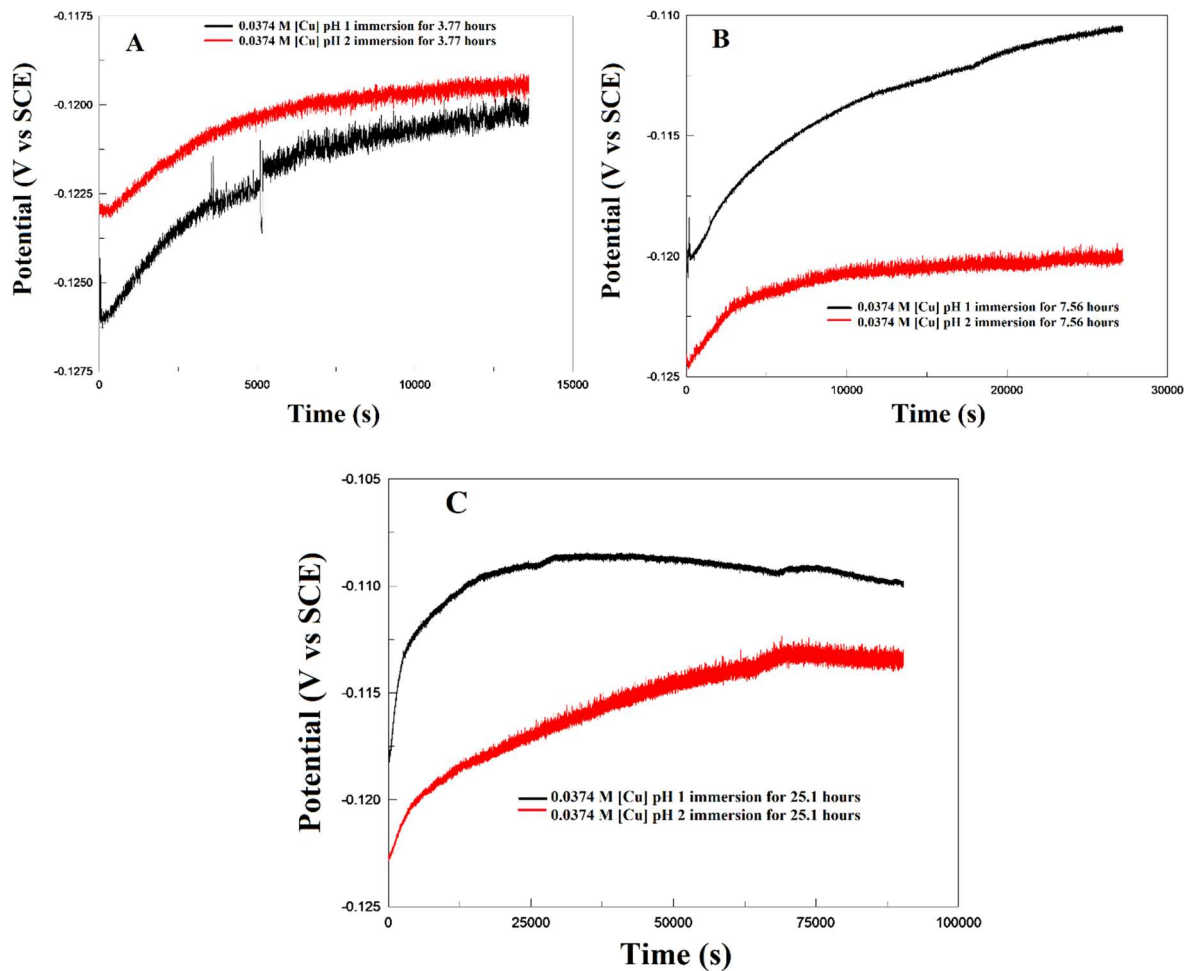 A
0.0374 M [Cu] pH 1 immersion for 3.77 hours
0.0374 M [Cu] pH 2 immersion for 3.77 hours
-0.1175
-0.1200
-0.1225
-0.1250
-0.1275
Potential (V vs SCE)
0 5000 10000 15000
Time (s)
B
-0.110
-0.115
-0.120
-0.125
Potential (V vs SCE)
0.0374 M [Cu] pH 1 immersion for 7.56 hours
0.0374 M [Cu] pH 2 immersion for 7.56 hours
0 10000 20000 30000
Time (s)
C
-0.105
-0.110
-0.115
-0.120
-0.125
Potential (V vs SCE)
0.0374 M [Cu] pH 1 immersion for 25.1 hours
0.0374 M [Cu] pH 2 immersion for 25.1 hours
0 25000 50000 75000 100000
Time (s)